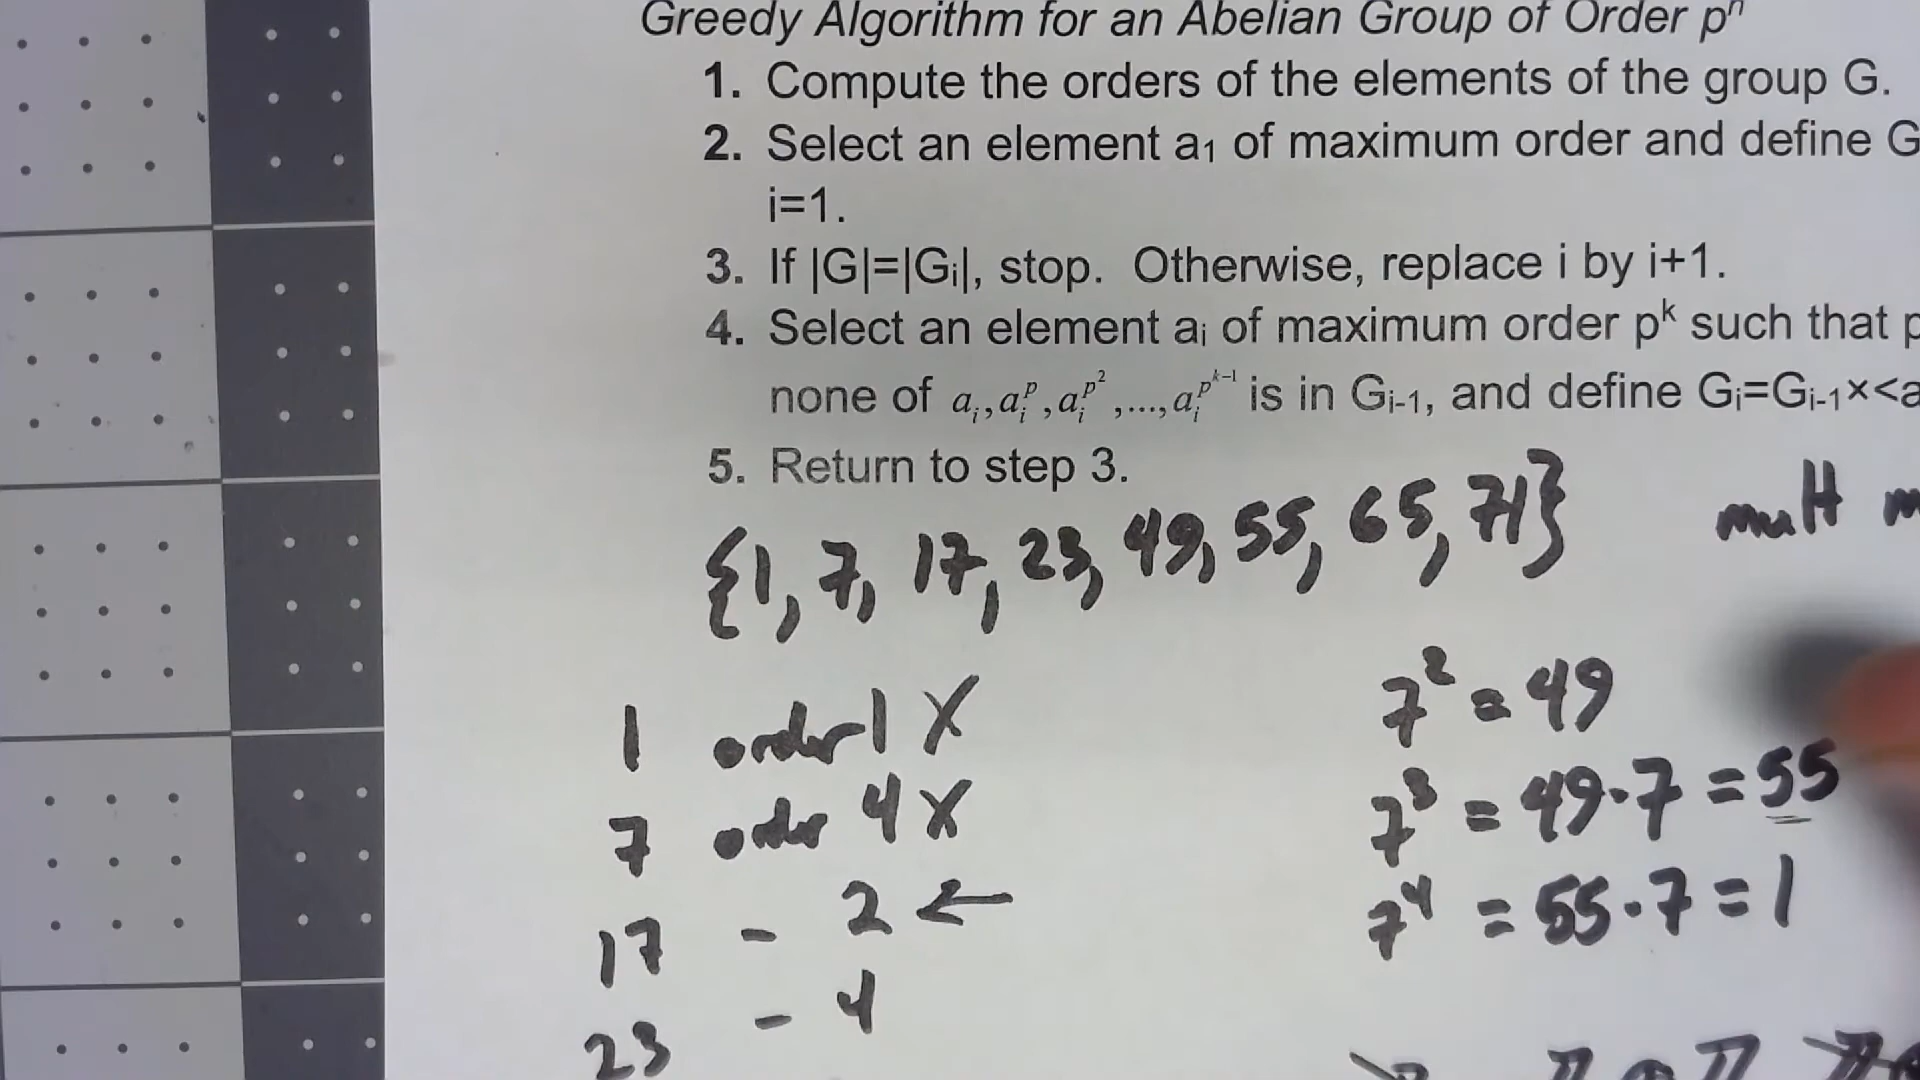 Greedy Algorithm for an Abelian Group of Order pⁿ
1. Compute the orders of the elements of the group G.
2. Select an element a₁ of maximum order and define G
i=1.
3. If |G|=|Gᵢ|, stop. Otherwise, replace i by i+1.
4. Select an element aᵢ of maximum order pᵏ such that p
none of aᵢ, aᵢ^p, aᵢ^p², ..., aᵢ^p^(k-1) is in Gᵢ₋₁, and define Gᵢ=Gᵢ₋₁×<a
5. Return to step 3.
{1, 7, 17, 23, 49, 55, 65, 71} mult m
1 order 1 X
7 order 4 X
17 - 2 ←
23 - 4
7² = 49
7³ = 49·7 = 55
7⁴ = 55·7 = 1